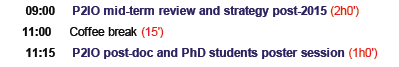 09:00 P2IO mid-term review and strategy post-2015 (2h0')
11:00 Coffee break (15')
11:15 P2IO post-doc and PhD students poster session (1h0')